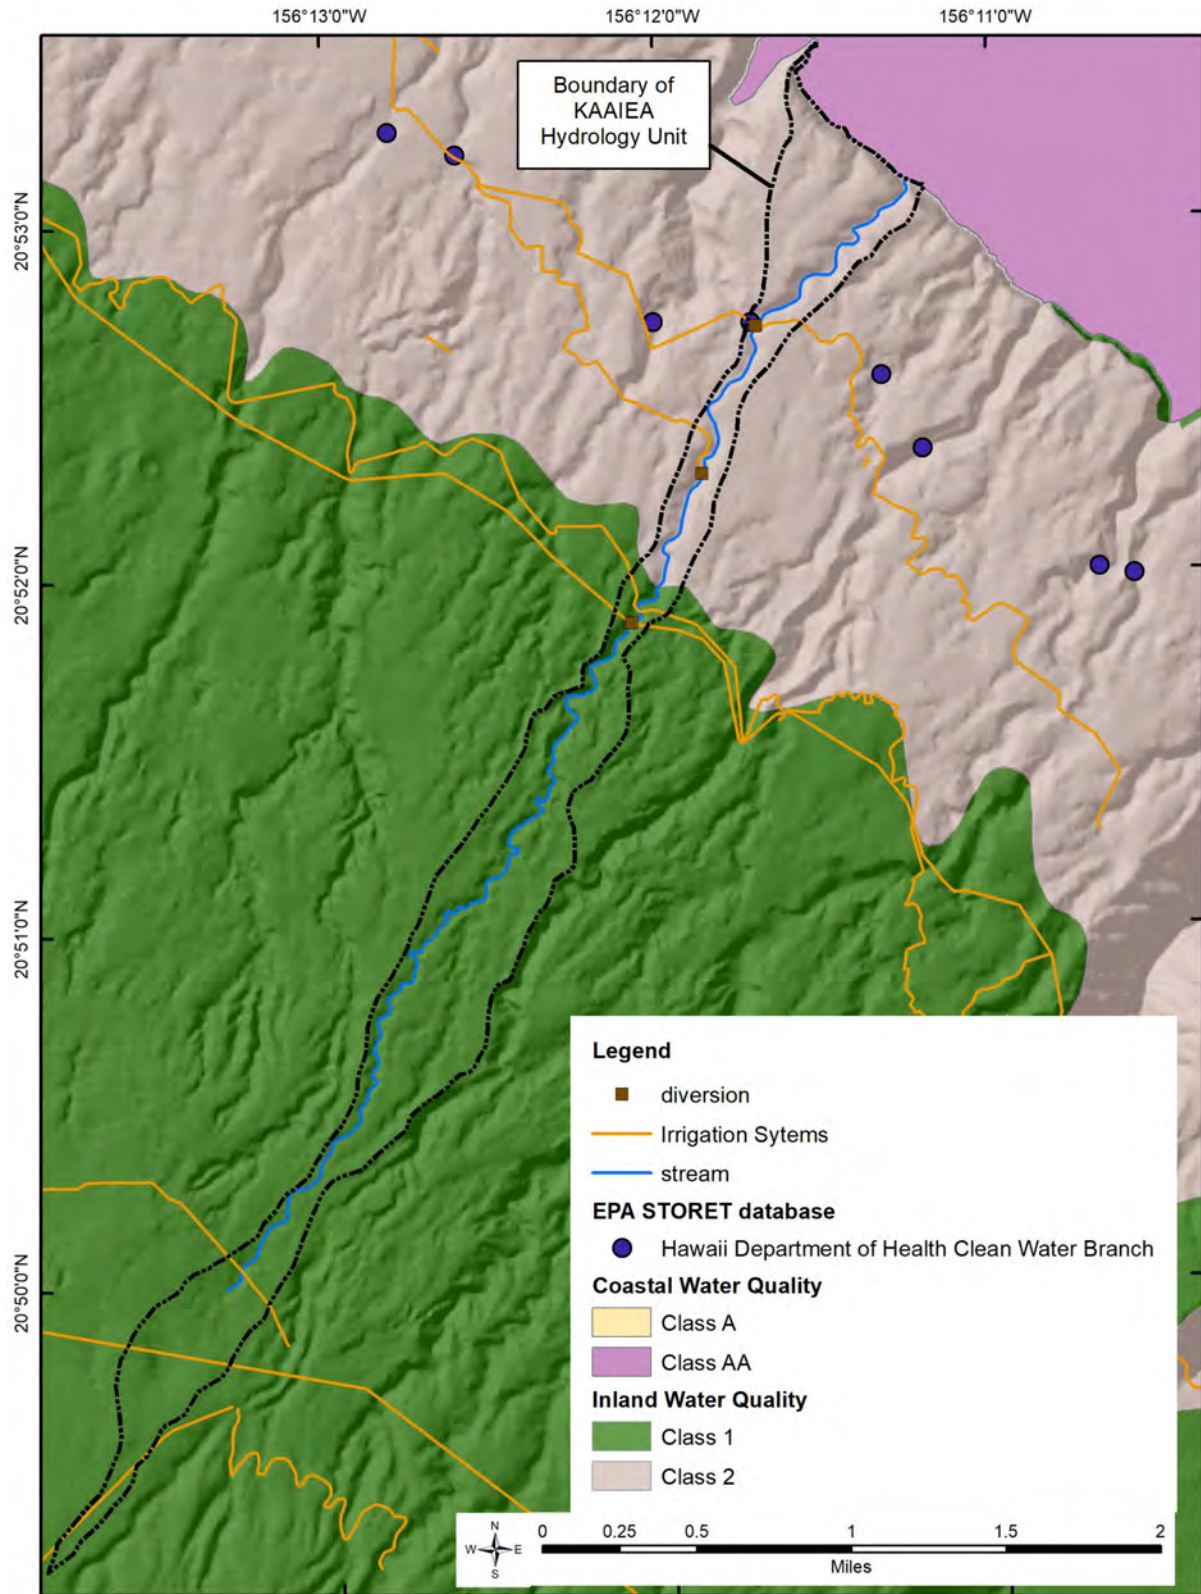 156°13'0"W
156°12'0"W
156°11'0"W
Boundary of
KAAIEA
Hydrology Unit
20°53'0"N
20°52'0"N
20°51'0"N
20°50'0"N
Legend
diversion
Irrigation Sytems
stream
EPA STORET database
Hawaii Department of Health Clean Water Branch
Coastal Water Quality
Class A
Class AA
Inland Water Quality
Class 1
Class 2
N
W E
S
0 0.25 0.5 1 1.5 2
Miles